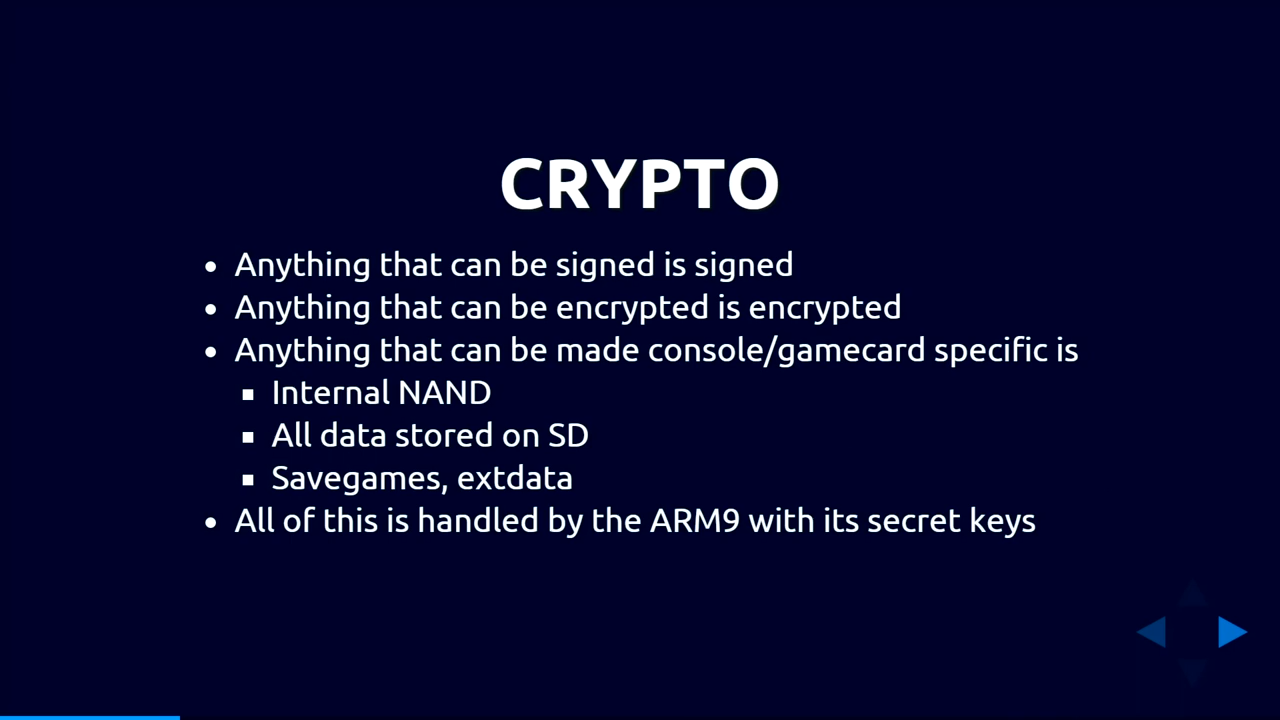 CRYPTO
Anything that can be signed is signed
Anything that can be encrypted is encrypted
Anything that can be made console/gamecard specific is
Internal NAND
All data stored on SD
Savegames, extdata
All of this is handled by the ARM9 with its secret keys